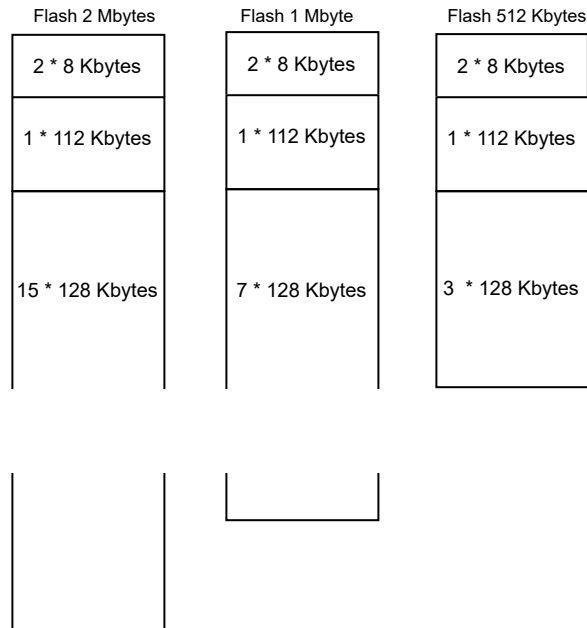 Flash 2 Mbytes
Flash 1 Mbyte
Flash 512 Kbytes
2 * 8 Kbytes
2 * 8 Kbytes
2 * 8 Kbytes
1 * 112 Kbytes
1 * 112 Kbytes
1 * 112 Kbytes
15 * 128 Kbytes
7 * 128 Kbytes
3 * 128 Kbytes